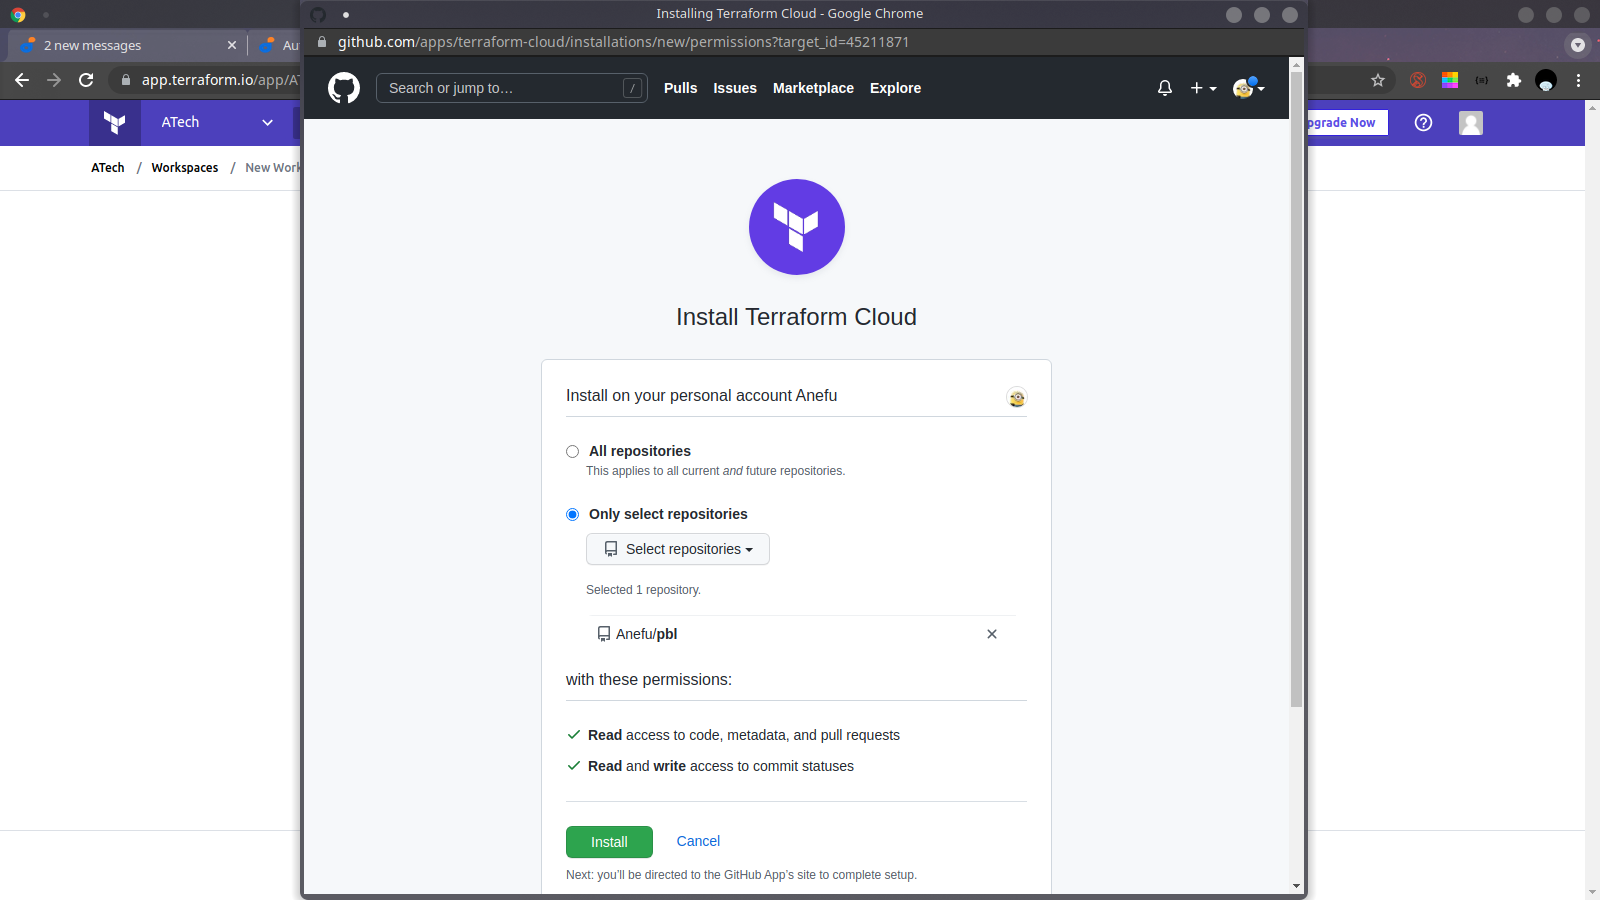 Installing Terraform Cloud - Google Chrome
2 new messages
Au
github.com/apps/terraform-cloud/installations/new/permissions?target_id=45211871
app.terraform.io/app/AT
Search or jump to…
/
Pulls
Issues
Marketplace
Explore
ATech
pgrade Now
ATech / Workspaces / New Work
Install Terraform Cloud
Install on your personal account Anefu
All repositories
This applies to all current and future repositories.
Only select repositories
Select repositories
Selected 1 repository.
Anefu/pbl
with these permissions:
Read access to code, metadata, and pull requests
Read and write access to commit statuses
Install
Cancel
Next: you’ll be directed to the GitHub App’s site to complete setup.